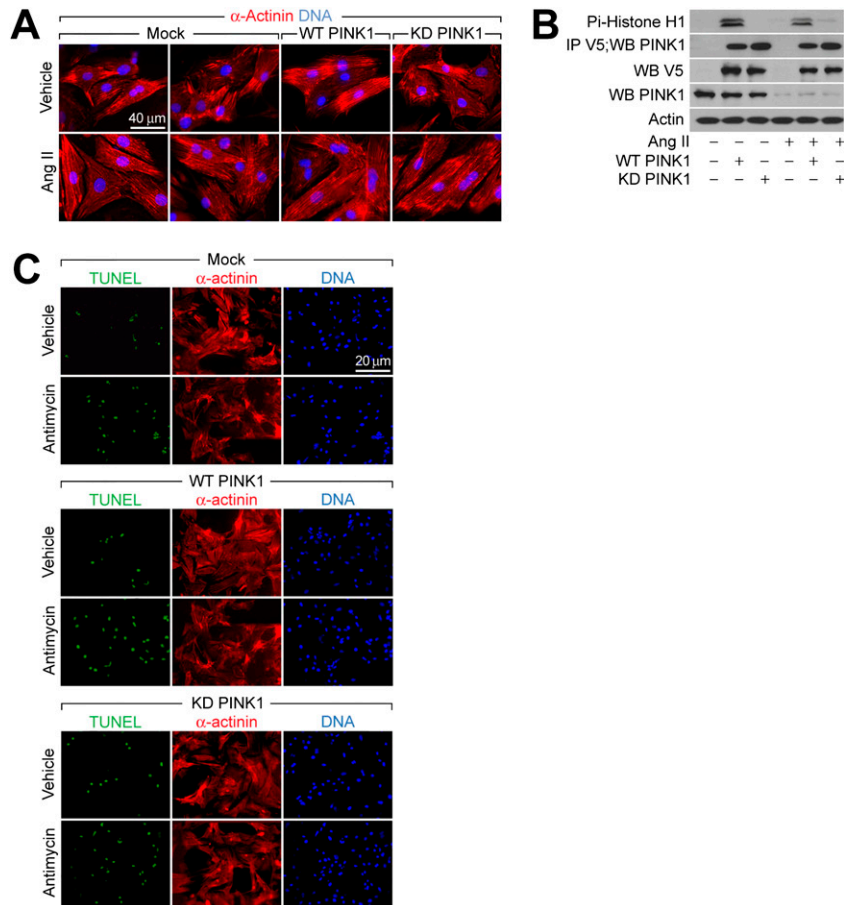 A
α-Actinin DNA
Mock WT PINK1 KD PINK1
Vehicle
40 μm
Ang II
B
Pi-Histone H1
IP V5;WB PINK1
WB V5
WB PINK1
Actin
Ang II – – – + + +
WT PINK1 – + – – + –
KD PINK1 – – + – – +
C
Mock
TUNEL α-actinin DNA
Vehicle
20 μm
Antimycin
WT PINK1
TUNEL α-actinin DNA
Vehicle
Antimycin
KD PINK1
TUNEL α-actinin DNA
Vehicle
Antimycin